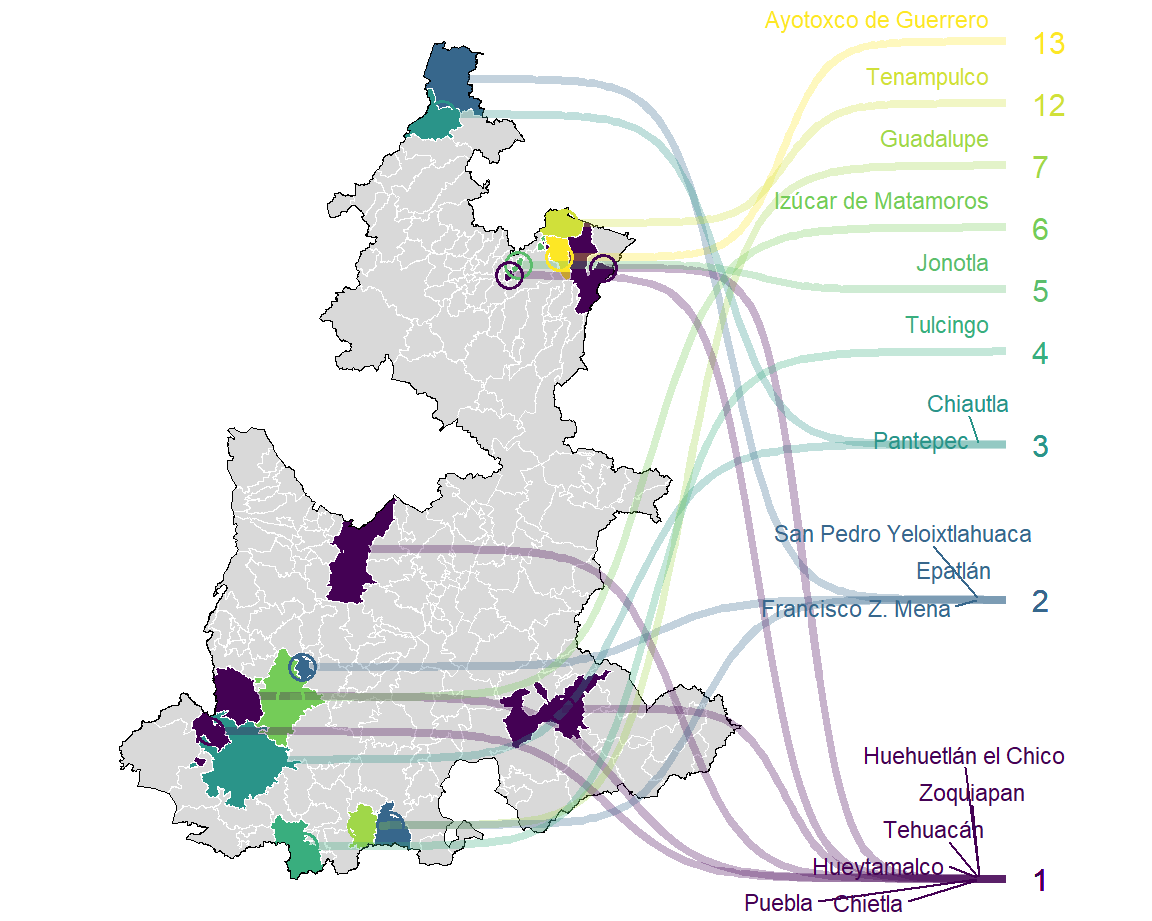 Ayotoxco de Guerrero
13
Tenampulco
12
Guadalupe
7
Izúcar de Matamoros
6
Jonotla
5
Tulcingo
4
Chiautla
Pantepec
3
San Pedro Yeloixtlahuaca
Epatlán
Francisco Z. Mena
2
Huehuetlán el Chico
Zoquiapan
Tehuacán
Hueytamalco
Puebla
Chietla
1